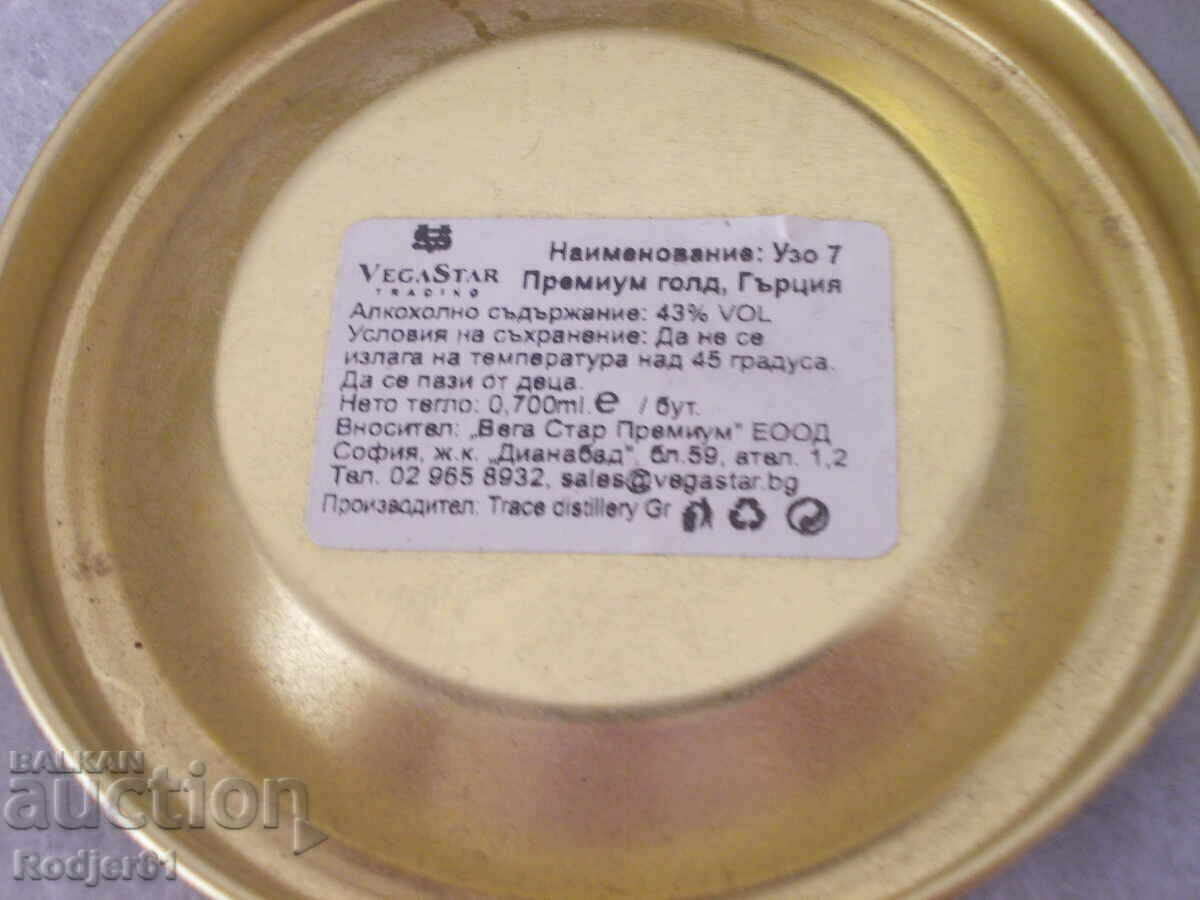 VEGASTAR
TRADING
Наименование: Узо 7
Премиум голд, Гърция
Алкохолно съдържание: 43% VOL
Условия на съхранение: Да не се
излага на температура над 45 градуса.
Да се пази от деца.
Нето тегло: 0,700ml. e / бут.
Вносител: „Вега Стар Премиум" ЕООД
София, ж.к. „Дианабад", бл.59, ател. 1,2
Тел. 02 965 8932, sales@vegastar.bg
Производител: Trace distillery Gr
BALKAN
auction
Rodjer61